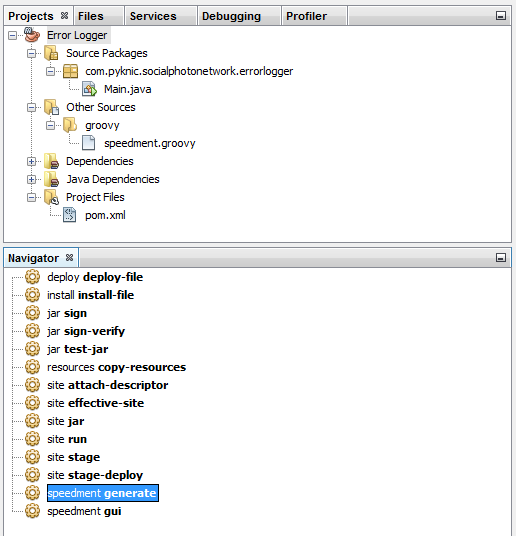 Projects Files Services Debugging Profiler
Error Logger
Source Packages
com.pyknic.socialphotonetwork.errorlogger
Main.java
Other Sources
groovy
speedment.groovy
Dependencies
Java Dependencies
Project Files
pom.xml
Navigator
deploy deploy-file
install install-file
jar sign
jar sign-verify
jar test-jar
resources copy-resources
site attach-descriptor
site effective-site
site jar
site run
site stage
site stage-deploy
speedment generate
speedment gui